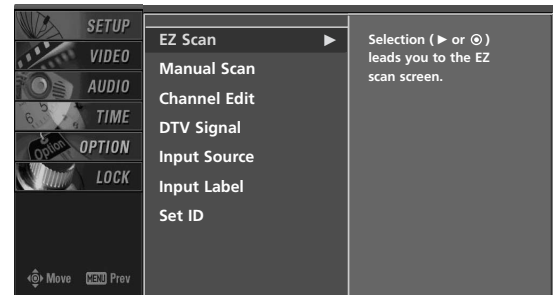 SETUP
VIDEO
AUDIO
TIME
OPTION
LOCK
Move MENU Prev
EZ Scan ►
Manual Scan
Channel Edit
DTV Signal
Input Source
Input Label
Set ID
Selection ( ► or ⊙ )
leads you to the EZ
scan screen.